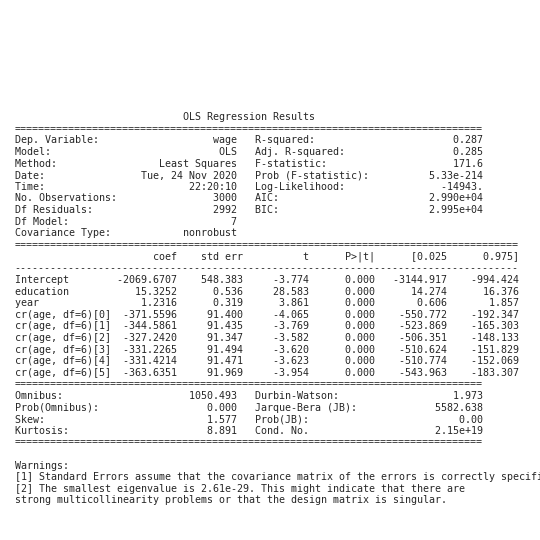 OLS Regression Results
==============================================================================
Dep. Variable: wage R-squared: 0.287
Model: OLS Adj. R-squared: 0.285
Method: Least Squares F-statistic: 171.6
Date: Tue, 24 Nov 2020 Prob (F-statistic): 5.33e-214
Time: 22:20:10 Log-Likelihood: -14943.
No. Observations: 3000 AIC: 2.990e+04
Df Residuals: 2992 BIC: 2.995e+04
Df Model: 7
Covariance Type: nonrobust
====================================================================================
coef std err t P>|t| [0.025 0.975]
------------------------------------------------------------------------------------
Intercept -2069.6707 548.383 -3.774 0.000 -3144.917 -994.424
education 15.3252 0.536 28.583 0.000 14.274 16.376
year 1.2316 0.319 3.861 0.000 0.606 1.857
cr(age, df=6)[0] -371.5596 91.400 -4.065 0.000 -550.772 -192.347
cr(age, df=6)[1] -344.5861 91.435 -3.769 0.000 -523.869 -165.303
cr(age, df=6)[2] -327.2420 91.347 -3.582 0.000 -506.351 -148.133
cr(age, df=6)[3] -331.2265 91.494 -3.620 0.000 -510.624 -151.829
cr(age, df=6)[4] -331.4214 91.471 -3.623 0.000 -510.774 -152.069
cr(age, df=6)[5] -363.6351 91.969 -3.954 0.000 -543.963 -183.307
==============================================================================
Omnibus: 1050.493 Durbin-Watson: 1.973
Prob(Omnibus): 0.000 Jarque-Bera (JB): 5582.638
Skew: 1.577 Prob(JB): 0.00
Kurtosis: 8.891 Cond. No. 2.15e+19
==============================================================================
Warnings:
[1] Standard Errors assume that the covariance matrix of the errors is correctly specifi
[2] The smallest eigenvalue is 2.61e-29. This might indicate that there are
strong multicollinearity problems or that the design matrix is singular.